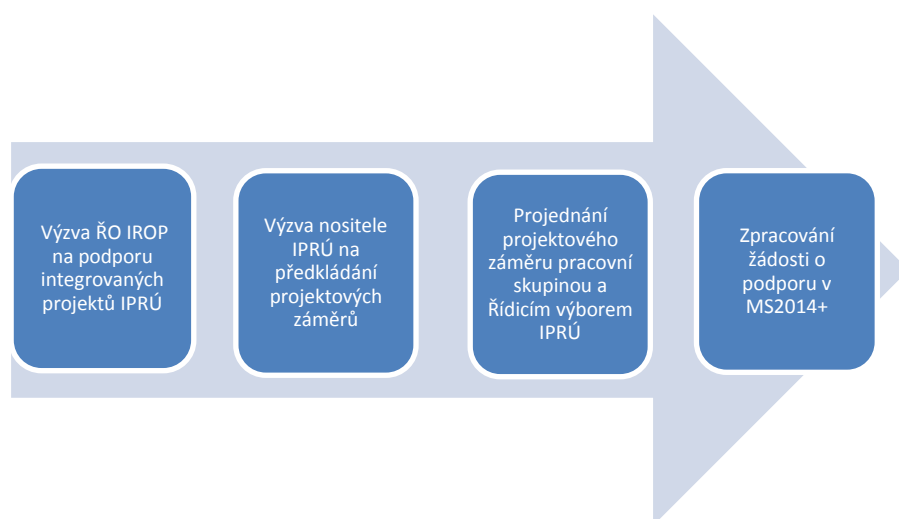 Výzva ŘO IROP
na podporu
integrovaných
projektů IPRÚ
Výzva nositele
IPRÚ na
předkládání
projektových
záměrů
Projednání
projektového
záměru pracovní
skupinou a
Řídicím výborem
IPRÚ
Zpracování
žádosti o
podporu v
MS2014+